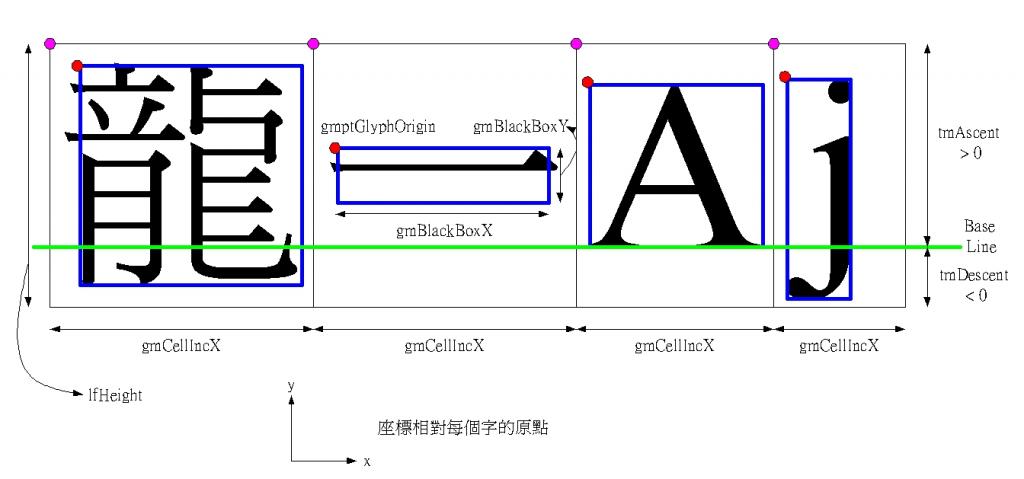 龍 一 A j
gmptGlyphOrigin
gmBlackBoxY
gmBlackBoxX
tmAscent
> 0
Base
Line
tmDescent
< 0
gmCellIncX gmCellIncX gmCellIncX gmCellIncX
lfHeight
y
座標相對每個字的原點
x